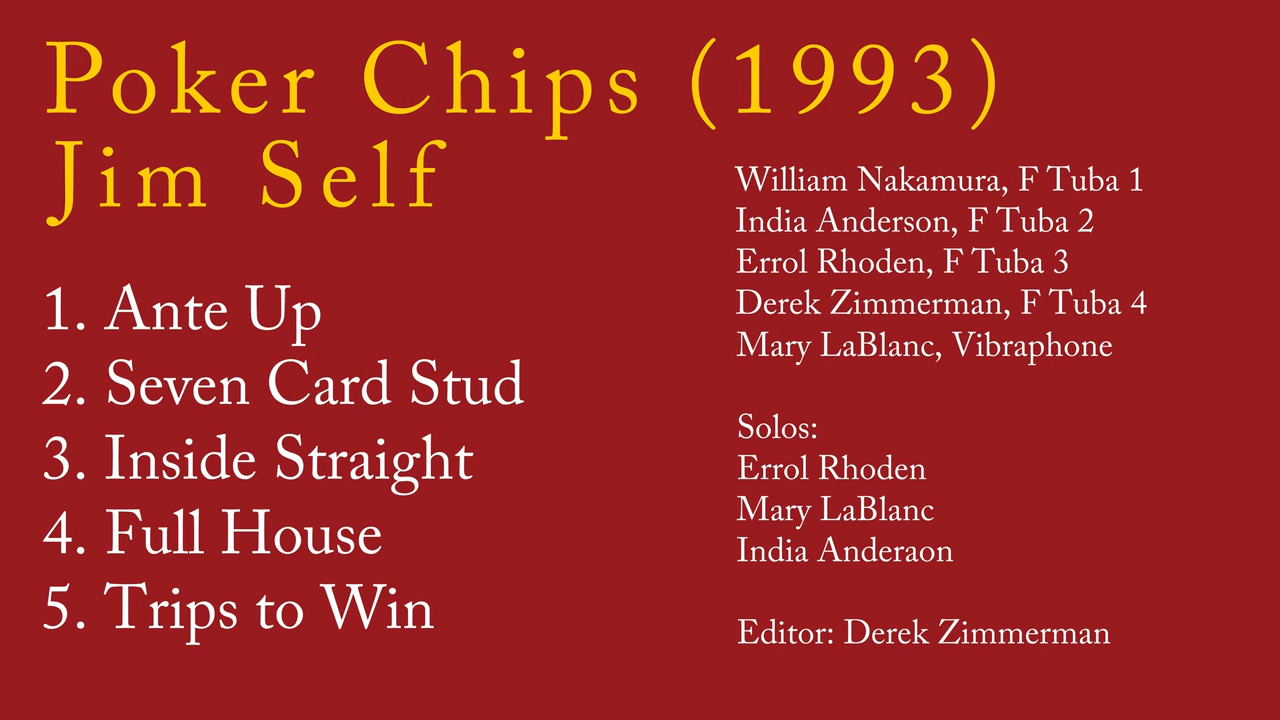 Poker Chips (1993)
Jim Self
1. Ante Up
2. Seven Card Stud
3. Inside Straight
4. Full House
5. Trips to Win
William Nakamura, F Tuba 1
India Anderson, F Tuba 2
Errol Rhoden, F Tuba 3
Derek Zimmerman, F Tuba 4
Mary LaBlanc, Vibraphone
Solos:
Errol Rhoden
Mary LaBlanc
India Anderaon
Editor: Derek Zimmerman